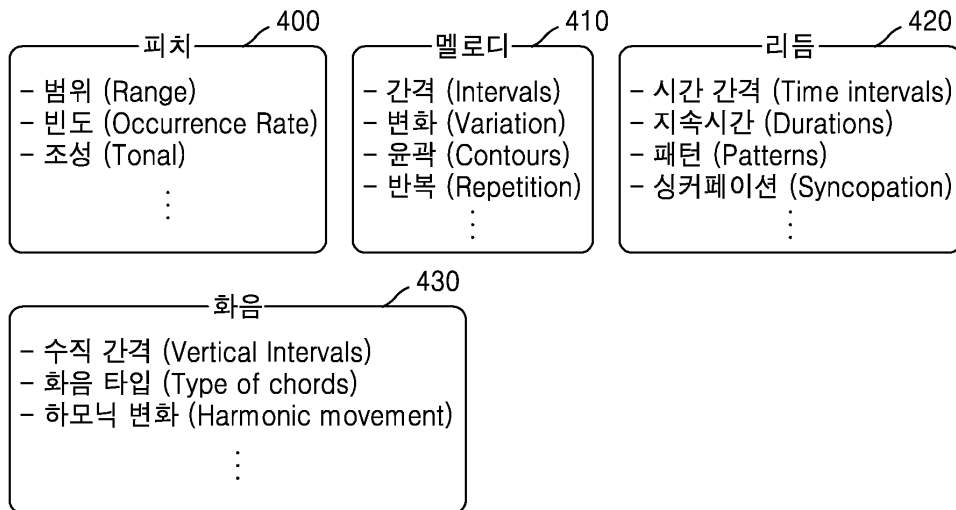 400
피치
– 범위 (Range)
– 빈도 (Occurrence Rate)
– 조성 (Tonal)
⋮
410
멜로디
– 간격 (Intervals)
– 변화 (Variation)
– 윤곽 (Contours)
– 반복 (Repetition)
⋮
420
리듬
– 시간 간격 (Time intervals)
– 지속시간 (Durations)
– 패턴 (Patterns)
– 싱커페이션 (Syncopation)
⋮
430
화음
– 수직 간격 (Vertical Intervals)
– 화음 타입 (Type of chords)
– 하모닉 변화 (Harmonic movement)
⋮